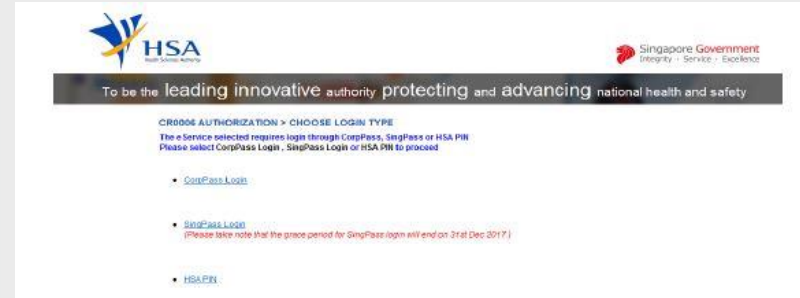 HSA
Health Sciences Authority
Singapore Government
Integrity · Service · Excellence
To be the leading innovative authority protecting and advancing national health and safety
CR0006 AUTHORIZATION > CHOOSE LOGIN TYPE
The eService selected requires login through CorpPass, SingPass or HSA PIN
Please select CorpPass Login , SingPass Login or HSA PIN to proceed
• CorpPass Login
• SingPass Login
(Please take note that the grace period for SingPass login will end on 31st Dec 2017.)
• HSA PIN